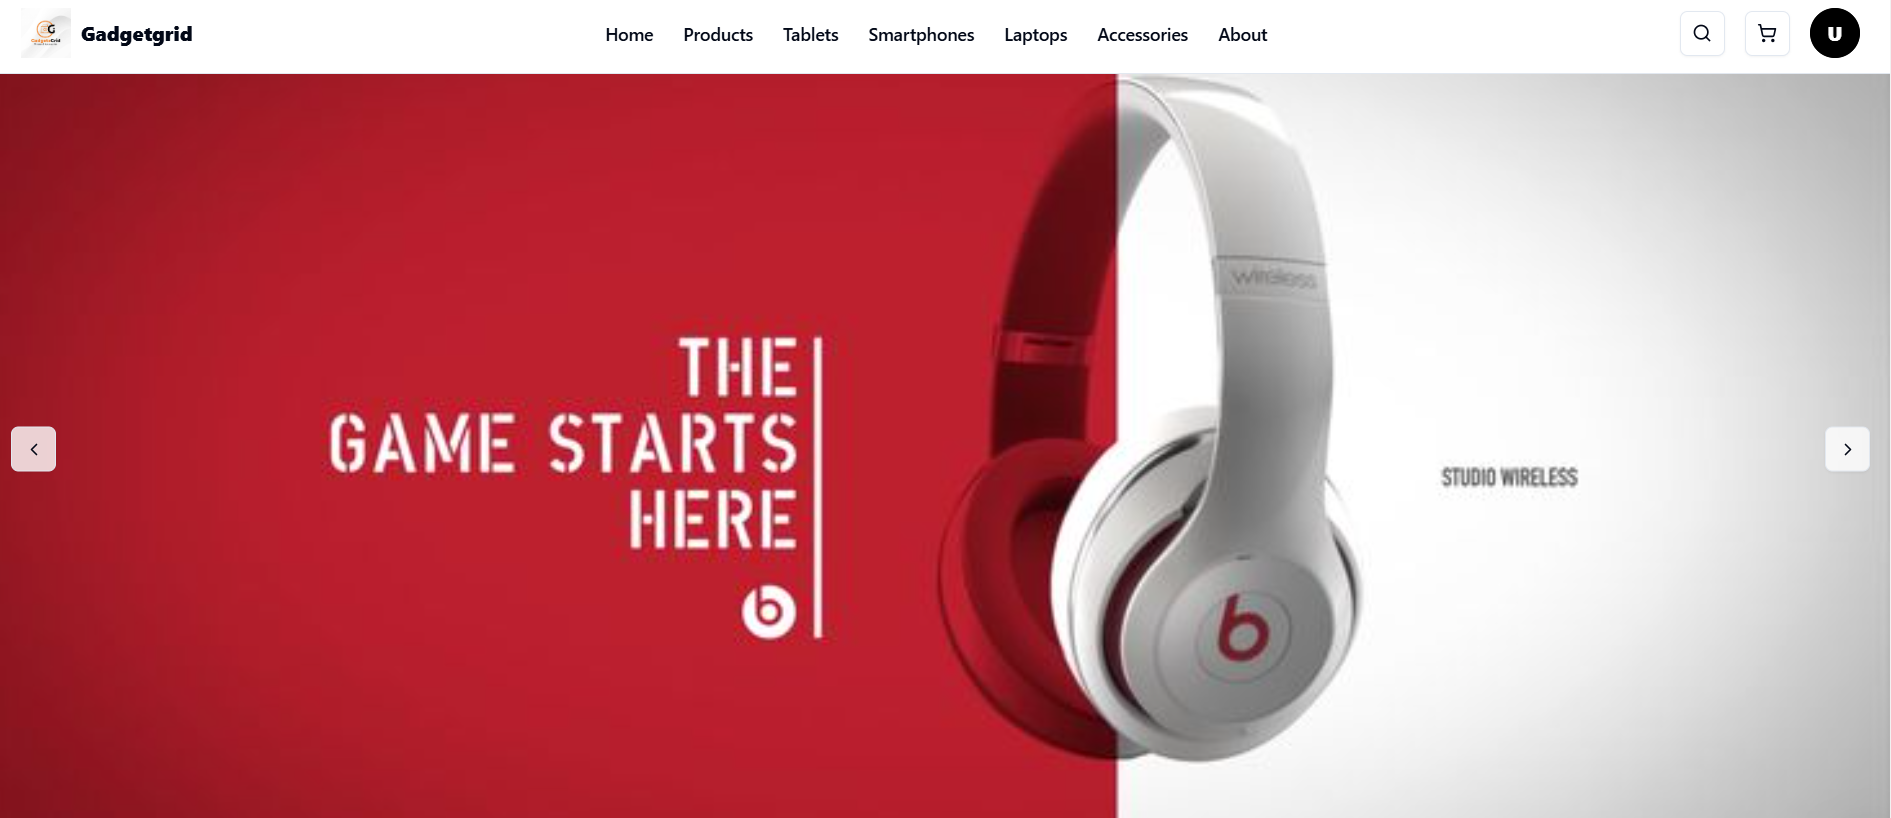 Gadgetgrid
Home
Products
Tablets
Smartphones
Laptops
Accessories
About
U
THE
GAME STARTS
HERE
b
wireless
STUDIO WIRELESS
b